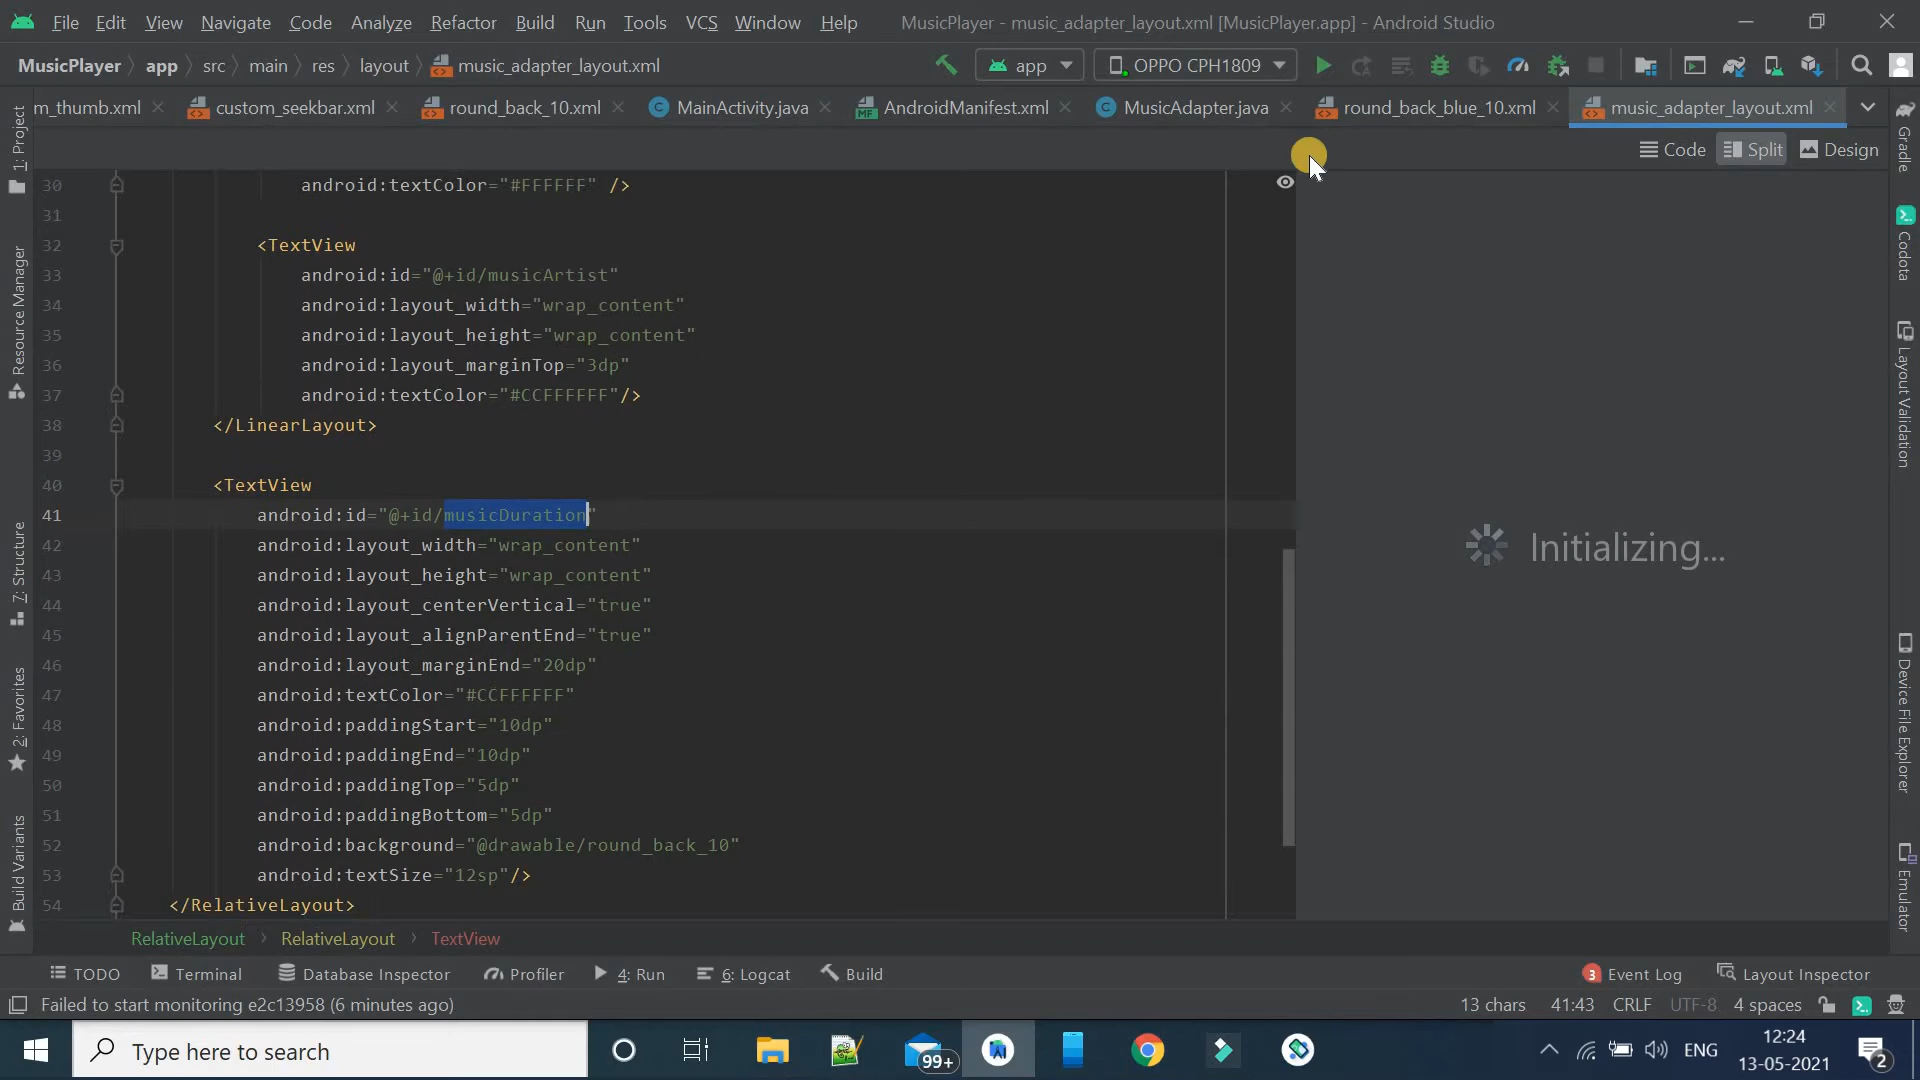 File Edit View Navigate Code Analyze Refactor Build Run Tools VCS Window Help MusicPlayer - music_adapter_layout.xml [MusicPlayer.app] - Android Studio
MusicPlayer app src main res layout music_adapter_layout.xml app OPPO CPH1809
m_thumb.xml custom_seekbar.xml round_back_10.xml MainActivity.java AndroidManifest.xml MusicAdapter.java round_back_blue_10.xml music_adapter_layout.xml
Code Split Design
30 android:textColor="#FFFFFF" />
31
32 <TextView
33 android:id="@+id/musicArtist"
34 android:layout_width="wrap_content"
35 android:layout_height="wrap_content"
36 android:layout_marginTop="3dp"
37 android:textColor="#CCFFFFFF"/>
38 </LinearLayout>
39
40 <TextView
41 android:id="@+id/musicDuration"
42 android:layout_width="wrap_content"
43 android:layout_height="wrap_content"
44 android:layout_centerVertical="true"
45 android:layout_alignParentEnd="true"
46 android:layout_marginEnd="20dp"
47 android:textColor="#CCFFFFFF"
48 android:paddingStart="10dp"
49 android:paddingEnd="10dp"
50 android:paddingTop="5dp"
51 android:paddingBottom="5dp"
52 android:background="@drawable/round_back_10"
53 android:textSize="12sp"/>
54 </RelativeLayout>
Initializing...
1: Project
Resource Manager
7: Structure
2: Favorites
Build Variants
Gradle
Codota
Layout Validation
Device File Explorer
Emulator
RelativeLayout RelativeLayout TextView
TODO Terminal Database Inspector Profiler 4: Run 6: Logcat Build 3 Event Log Layout Inspector
Failed to start monitoring e2c13958 (6 minutes ago) 13 chars 41:43 CRLF UTF-8 4 spaces
Type here to search 99+ ENG 12:24
13-05-2021 2